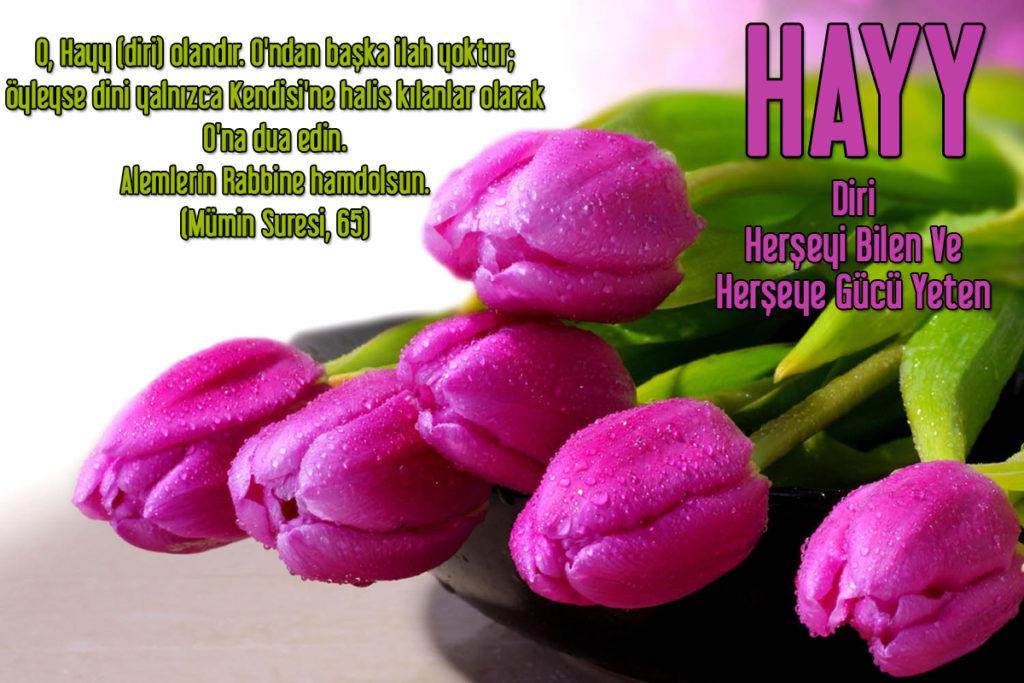 O, Hayy (diri) olandır. O'ndan başka ilah yoktur;
öyleyse dini yalnızca Kendisi'ne halis kılanlar olarak
O'na dua edin.
Alemlerin Rabbine hamdolsun.
(Mümin Suresi, 65)
HAYY
Diri
Herşeyi Bilen Ve
Herşeye Gücü Yeten